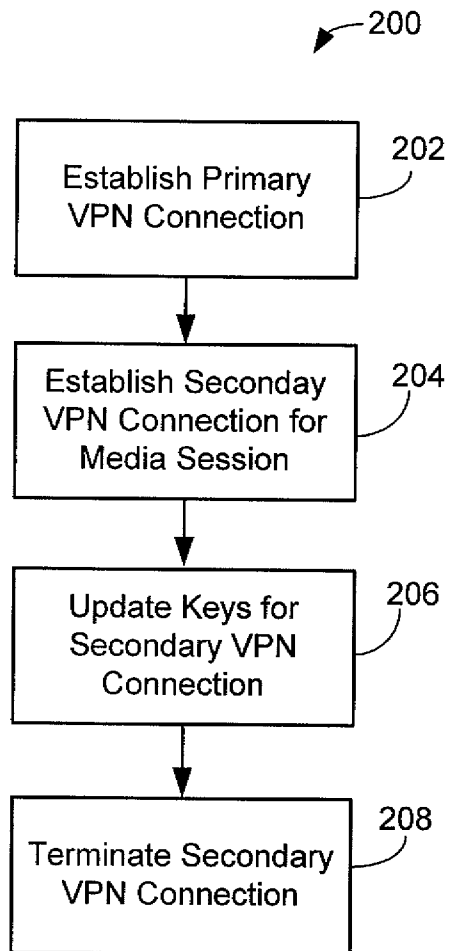 200
202
Establish Primary
VPN Connection
204
Establish Seconday
VPN Connection for
Media Session
206
Update Keys for
Secondary VPN
Connection
208
Terminate Secondary
VPN Connection